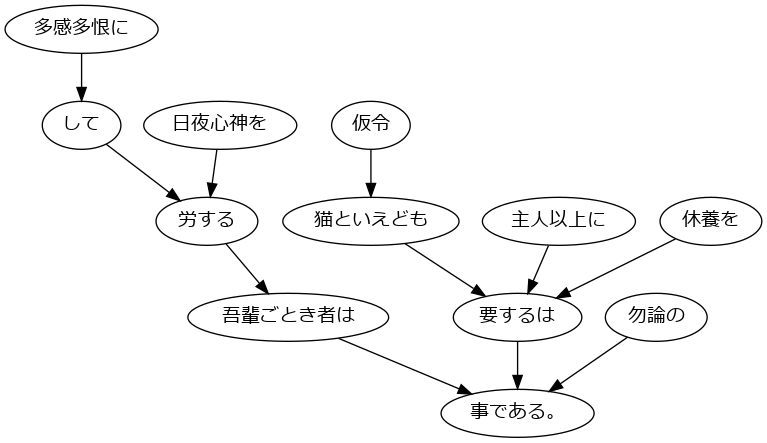 多感多恨に
して
日夜心神を
仮令
労する
猫といえども
主人以上に
休養を
吾輩ごとき者は
要するは
勿論の
事である。